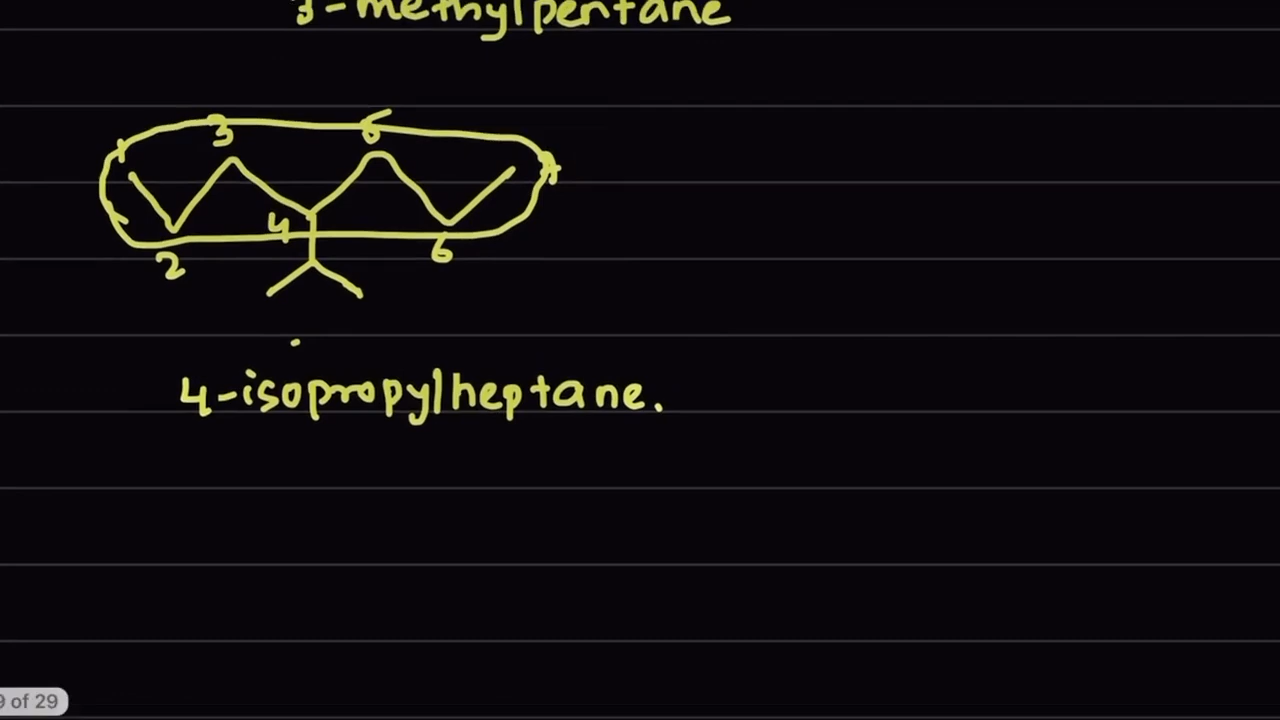 3-methylpentane
1 3 5 7
4
2 6
4-isopropylheptane.
9 of 29